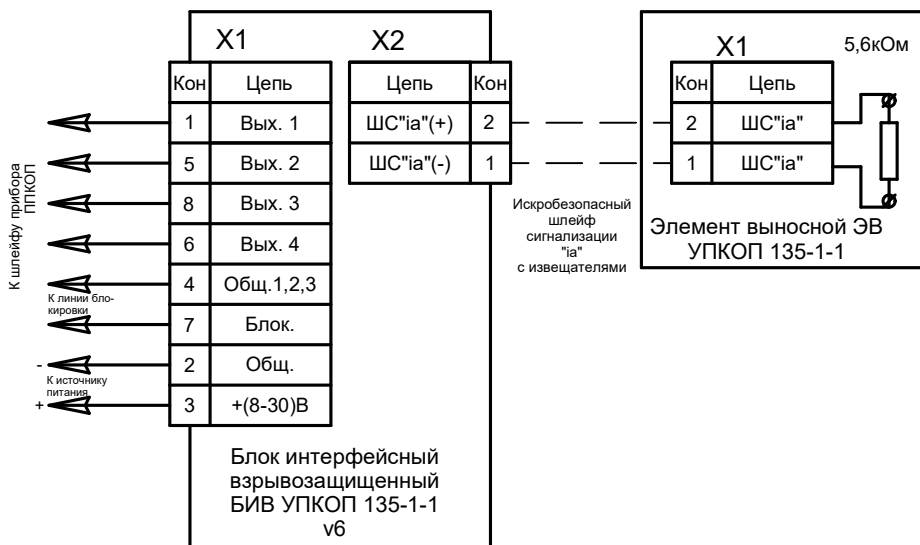 X1
Кон
Цепь
1
Вых. 1
5
Вых. 2
8
Вых. 3
6
Вых. 4
4
Общ.1,2,3
7
Блок.
2
Общ.
3
+(8-30)В
К шлейфу прибора
ППКОП
К линии бло-
кировки
-
К источнику
питания
+
X2
Цепь
Кон
ШС"ia"(+)
2
ШС"ia"(-)
1
Блок интерфейсный
взрывозащищенный
БИВ УПКОП 135-1-1
v6
Искробезопасный
шлейф
сигнализации
"ia"
с извещателями
X1
5,6кОм
Кон
Цепь
2
ШС"ia"
1
ШС"ia"
Элемент выносной ЭВ
УПКОП 135-1-1